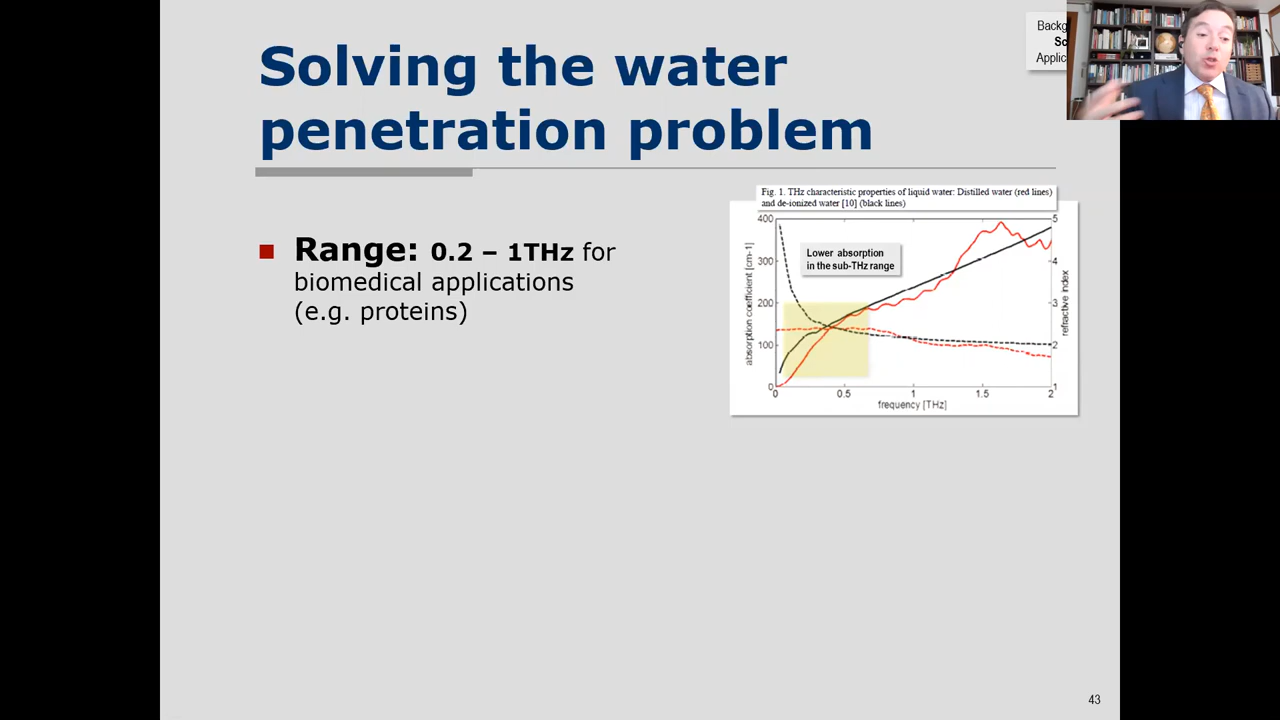 Solving the water
penetration problem
Range: 0.2 – 1THz for
biomedical applications
(e.g. proteins)
Fig. 1. THz characteristic properties of liquid water: Distilled water (red lines)
and de-ionized water [10] (black lines)
Lower absorption
in the sub-THz range
absorption coefficient [cm-1]
400
300
200
100
0
refractive index
5
4
3
2
1
0 0.5 1 1.5 2
frequency [THz]
43